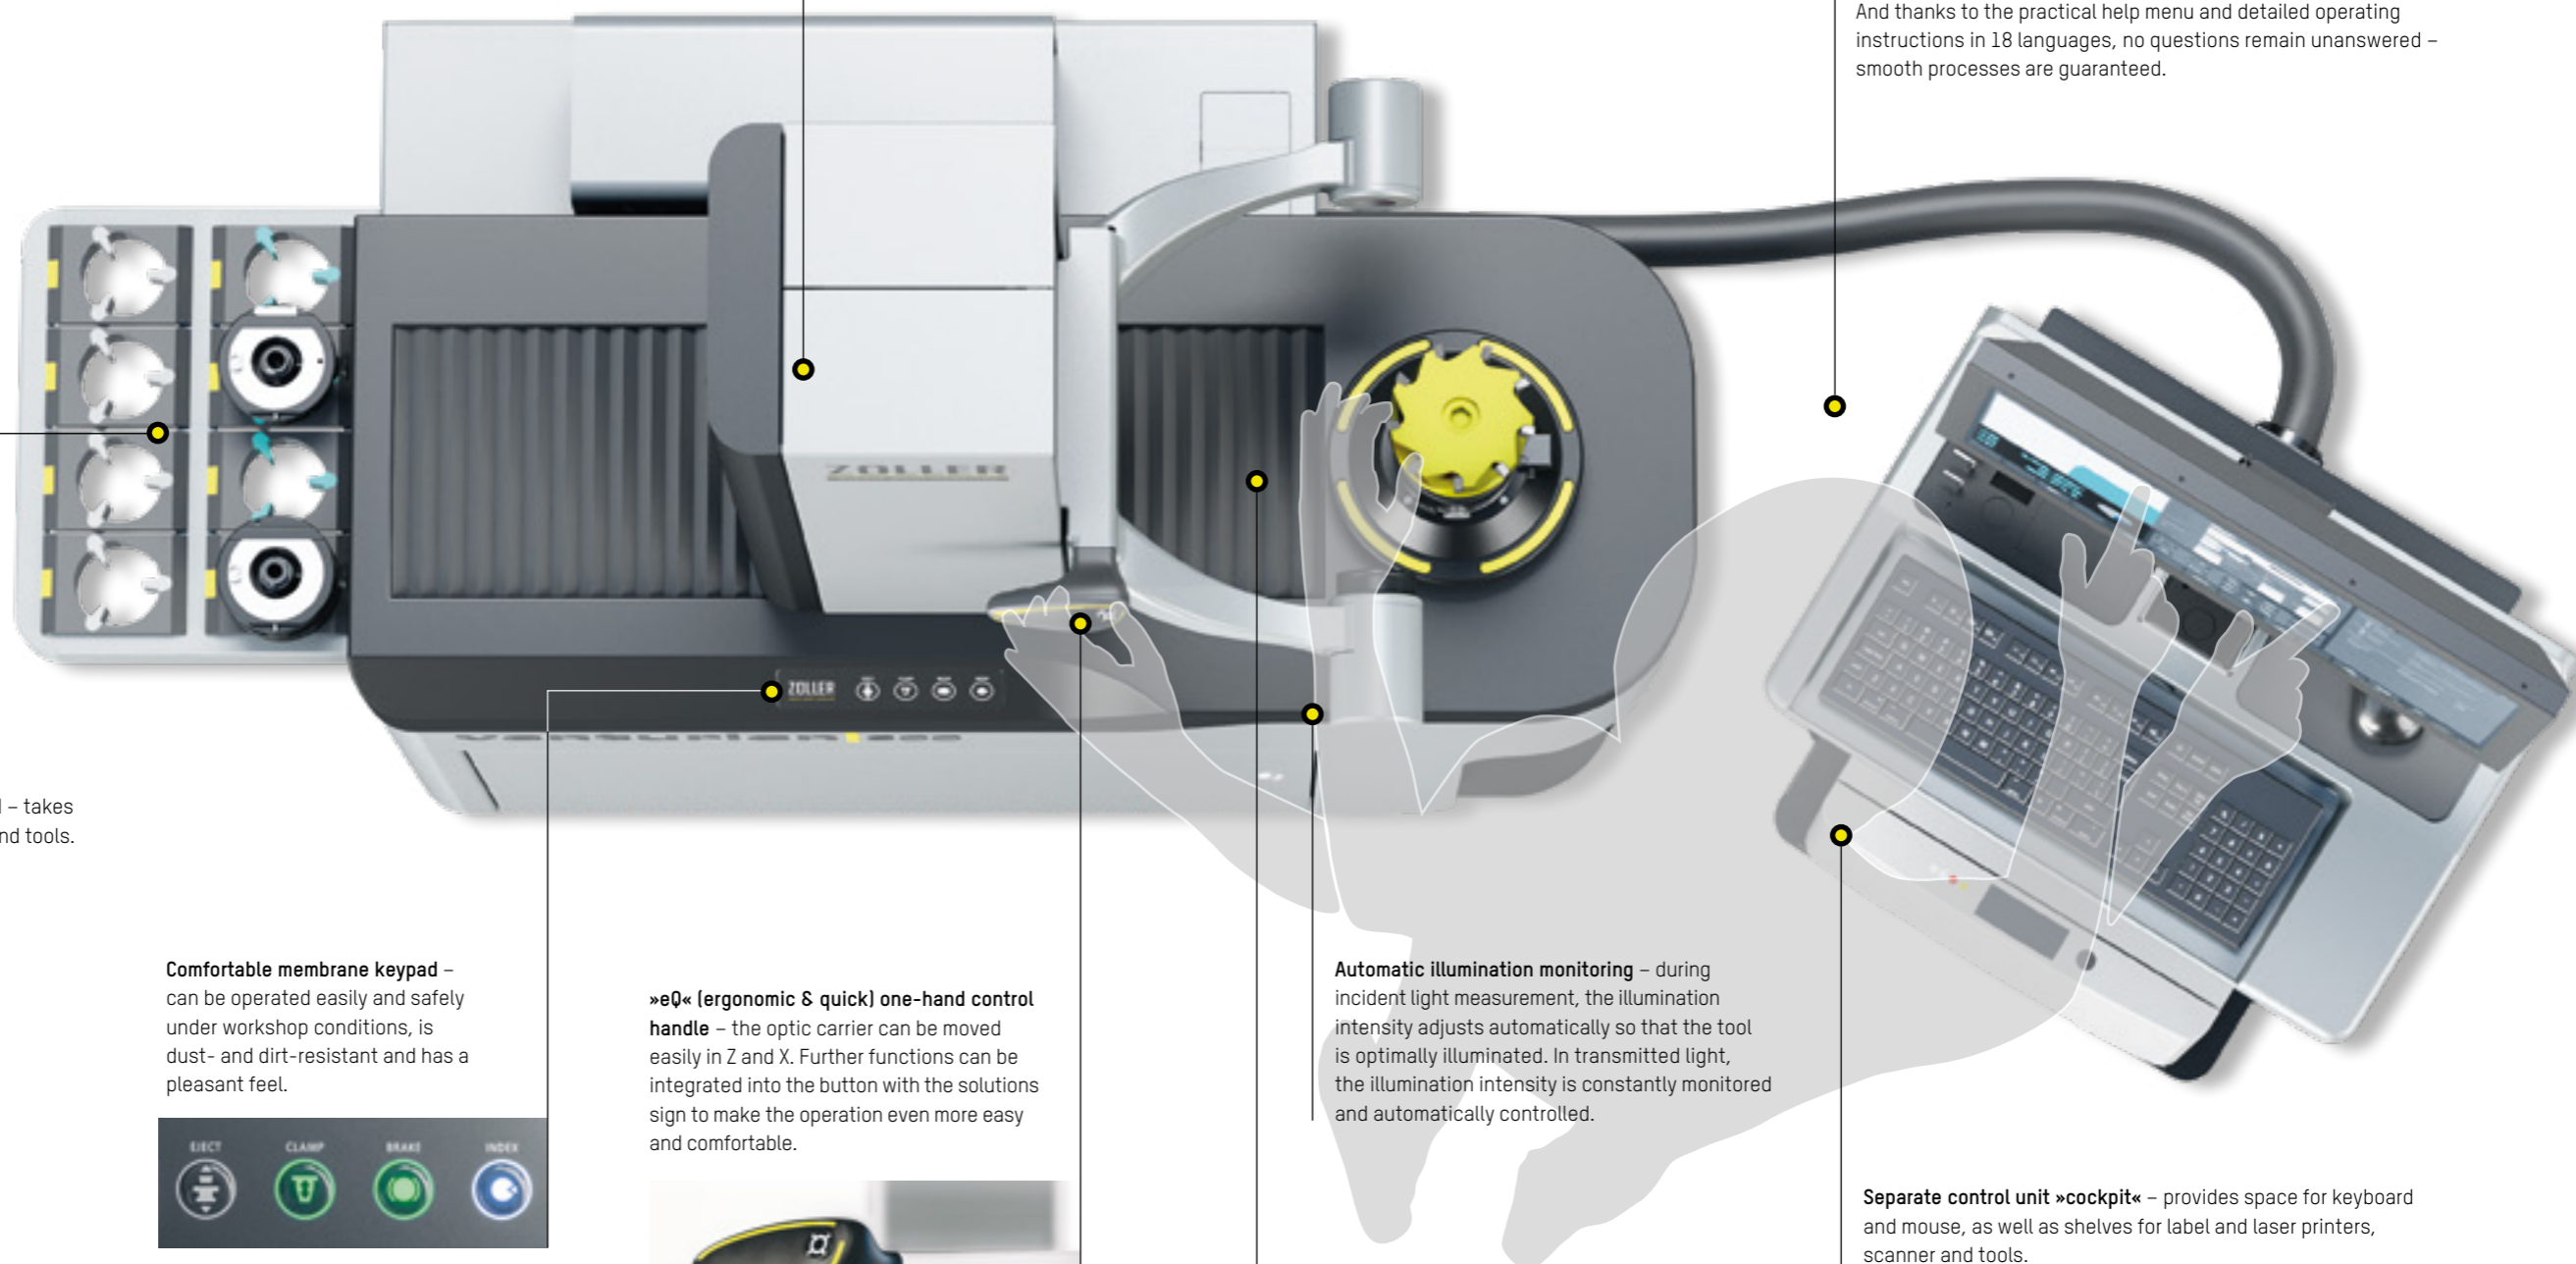 And thanks to the practical help menu and detailed operating
instructions in 18 languages, no questions remain unanswered –
smooth processes are guaranteed.
ZOLLER
ZOLLER
– takes
nd tools.
Comfortable membrane keypad –
can be operated easily and safely
under workshop conditions, is
dust- and dirt-resistant and has a
pleasant feel.
EJECT
CLAMP
BRAKE
INDEX
»eQ« (ergonomic & quick) one-hand control
handle – the optic carrier can be moved
easily in Z and X. Further functions can be
integrated into the button with the solutions
sign to make the operation even more easy
and comfortable.
Automatic illumination monitoring – during
incident light measurement, the illumination
intensity adjusts automatically so that the tool
is optimally illuminated. In transmitted light,
the illumination intensity is constantly monitored
and automatically controlled.
Separate control unit »cockpit« – provides space for keyboard
and mouse, as well as shelves for label and laser printers,
scanner and tools.